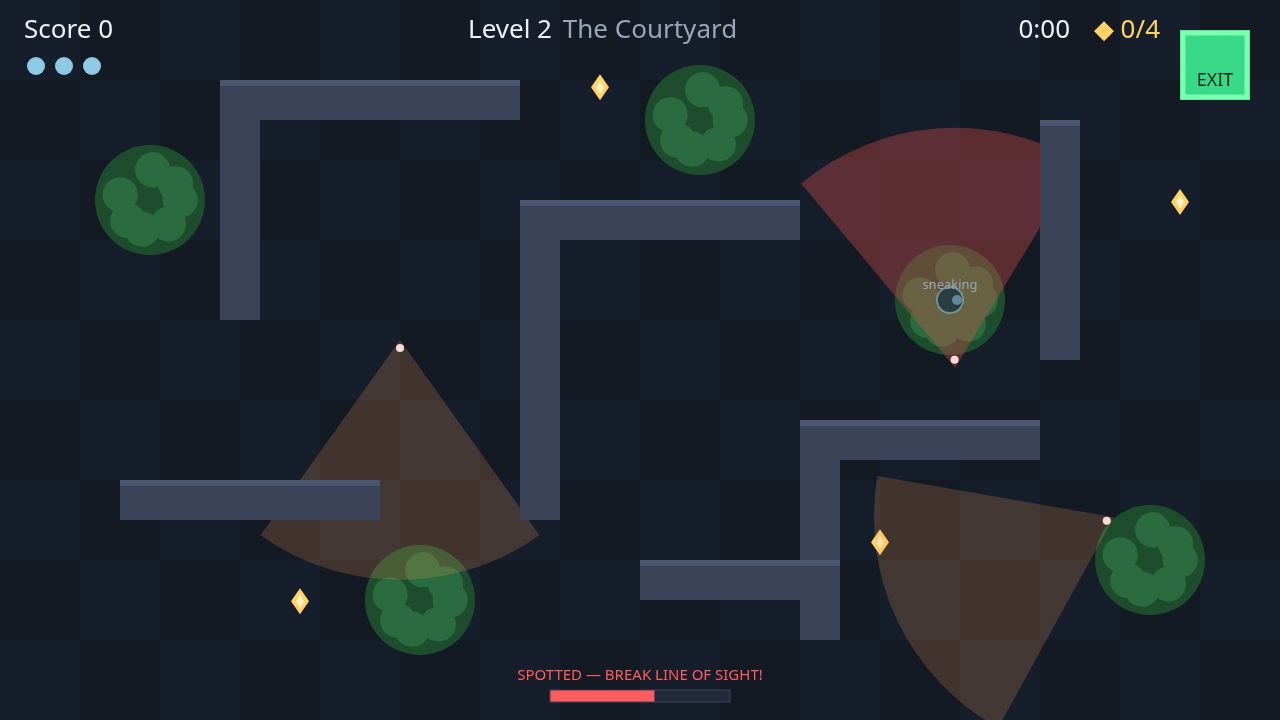 Score 0
Level 2 The Courtyard
0:00
0/4
EXIT
sneaking
SPOTTED — BREAK LINE OF SIGHT!